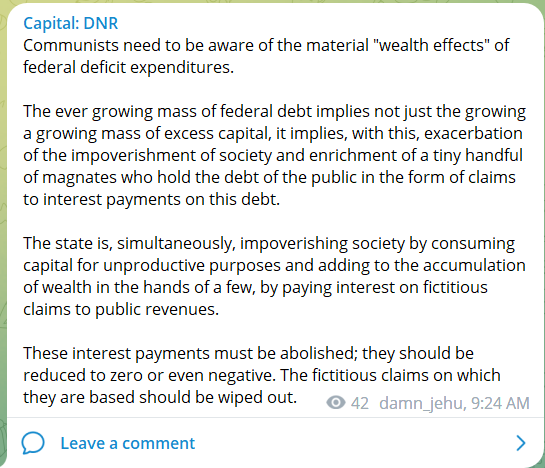 Capital: DNR
Communists need to be aware of the material "wealth effects" of
federal deficit expenditures.
The ever growing mass of federal debt implies not just the growing
a growing mass of excess capital, it implies, with this, exacerbation
of the impoverishment of society and enrichment of a tiny handful
of magnates who hold the debt of the public in the form of claims
to interest payments on this debt.
The state is, simultaneously, impoverishing society by consuming
capital for unproductive purposes and adding to the accumulation
of wealth in the hands of a few, by paying interest on fictitious
claims to public revenues.
These interest payments must be abolished; they should be
reduced to zero or even negative. The fictitious claims on which
they are based should be wiped out. 42 damn_jehu, 9:24 AM
Leave a comment